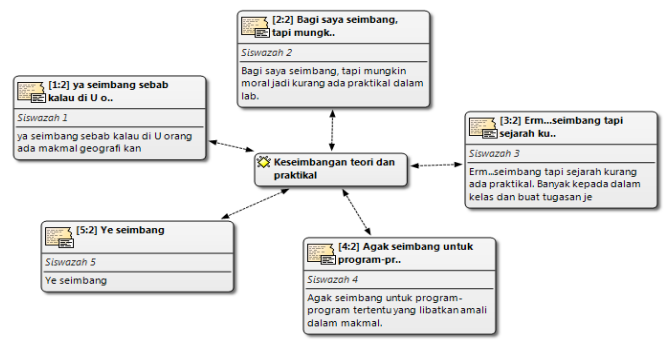 [2:2] Bagi saya seimbang,
tapi mungk..
Siswazah 2
Bagi saya seimbang, tapi mungkin
moral jadi kurang ada praktikal dalam
lab.
[1:2] ya seimbang sebab
kalau di U o..
Siswazah 1
ya seimbang sebab kalau di U orang
ada makmal geografi kan
[3:2] Erm...seimbang tapi
sejarah ku..
Siswazah 3
Erm...seimbang tapi sejarah kurang
ada praktikal. Banyak kepada dalam
kelas dan buat tugasan je
Keseimbangan teori dan
praktikal
[5:2] Ye seimbang
Siswazah 5
Ye seimbang
[4:2] Agak seimbang untuk
program-pr..
Siswazah 4
Agak seimbang untuk program-
program tertentu yang libatkan amali
dalam makmal.